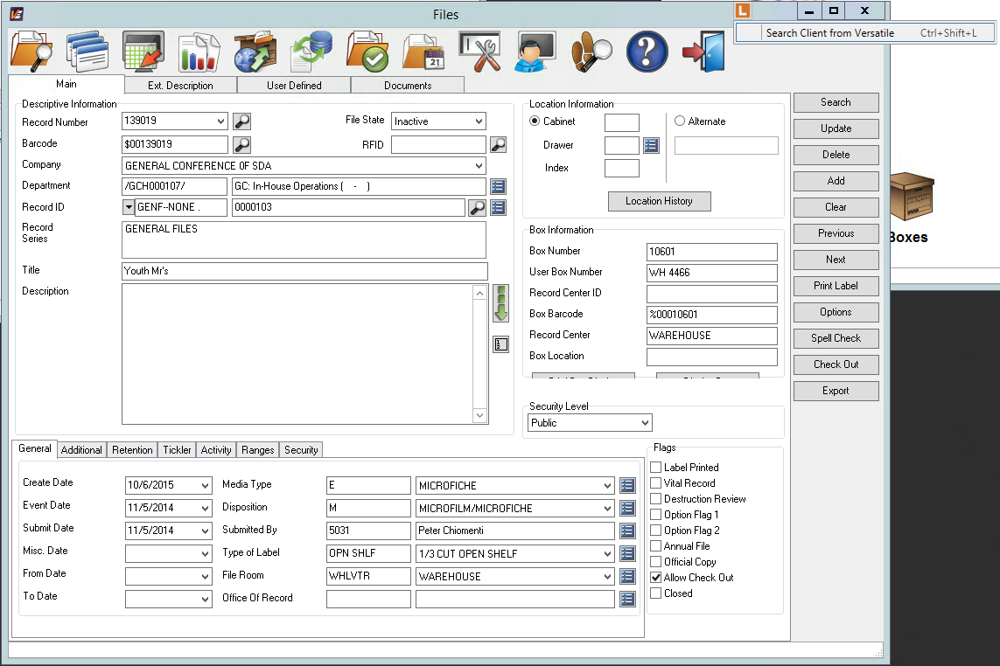 Files
L
Search Client from Versatile Ctrl+Shift+L
21
?
Main Ext. Description User Defined Documents
Descriptive Information
Record Number 139019 File State Inactive
Barcode $00139019 RFID
Company GENERAL CONFERENCE OF SDA
Department /GCH000107/ GC: In-House Operations ( - )
Record ID GENF--NONE . 0000103
Record
Series
GENERAL FILES
Title Youth Mr's
Description
Location Information
Cabinet Alternate
Drawer
Index
Location History
Box Information
Box Number 10601
User Box Number WH 4466
Record Center ID
Box Barcode %00010601
Record Center WAREHOUSE
Box Location
Security Level
Public
Search
Update
Delete
Add
Clear
Previous
Next
Print Label
Options
Spell Check
Check Out
Export
Boxes
General Additional Retention Tickler Activity Ranges Security
Create Date 10/6/2015 Media Type E MICROFICHE
Event Date 11/5/2014 Disposition M MICROFILM/MICROFICHE
Submit Date 11/5/2014 Submitted By 5031 Peter Chiomenti
Misc. Date Type of Label OPN SHLF 1/3 CUT OPEN SHELF
From Date File Room WHLVTR WAREHOUSE
To Date Office Of Record
Flags
Label Printed
Vital Record
Destruction Review
Option Flag 1
Option Flag 2
Annual File
Official Copy
Allow Check Out
Closed